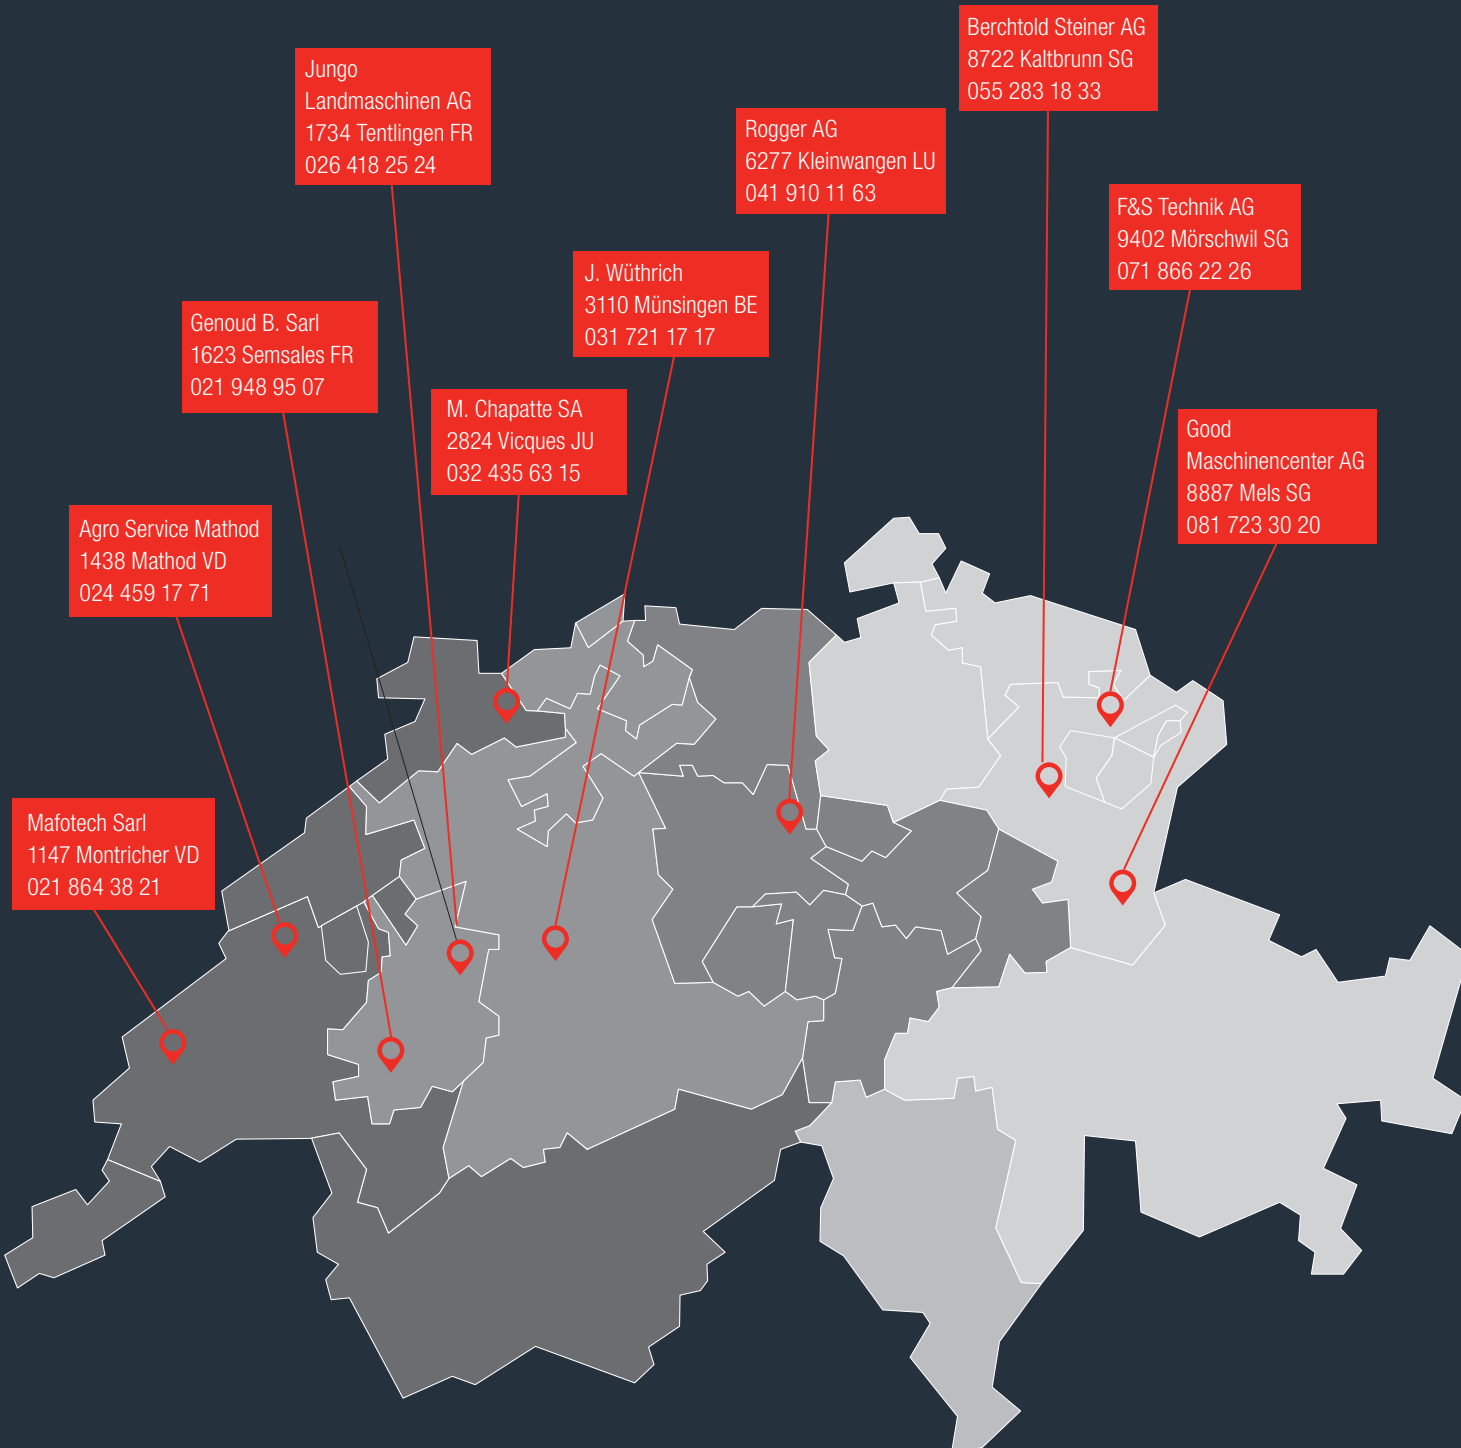 Berchtold Steiner AG
8722 Kaltbrunn SG
055 283 18 33
Jungo
Landmaschinen AG
1734 Tentlingen FR
026 418 25 24
Rogger AG
6277 Kleinwangen LU
041 910 11 63
F&S Technik AG
9402 Mörschwil SG
071 866 22 26
J. Wüthrich
3110 Münsingen BE
031 721 17 17
Genoud B. Sarl
1623 Semsales FR
021 948 95 07
M. Chapatte SA
2824 Vicques JU
032 435 63 15
Good
Maschinencenter AG
8887 Mels SG
081 723 30 20
Agro Service Mathod
1438 Mathod VD
024 459 17 71
Mafotech Sarl
1147 Montricher VD
021 864 38 21